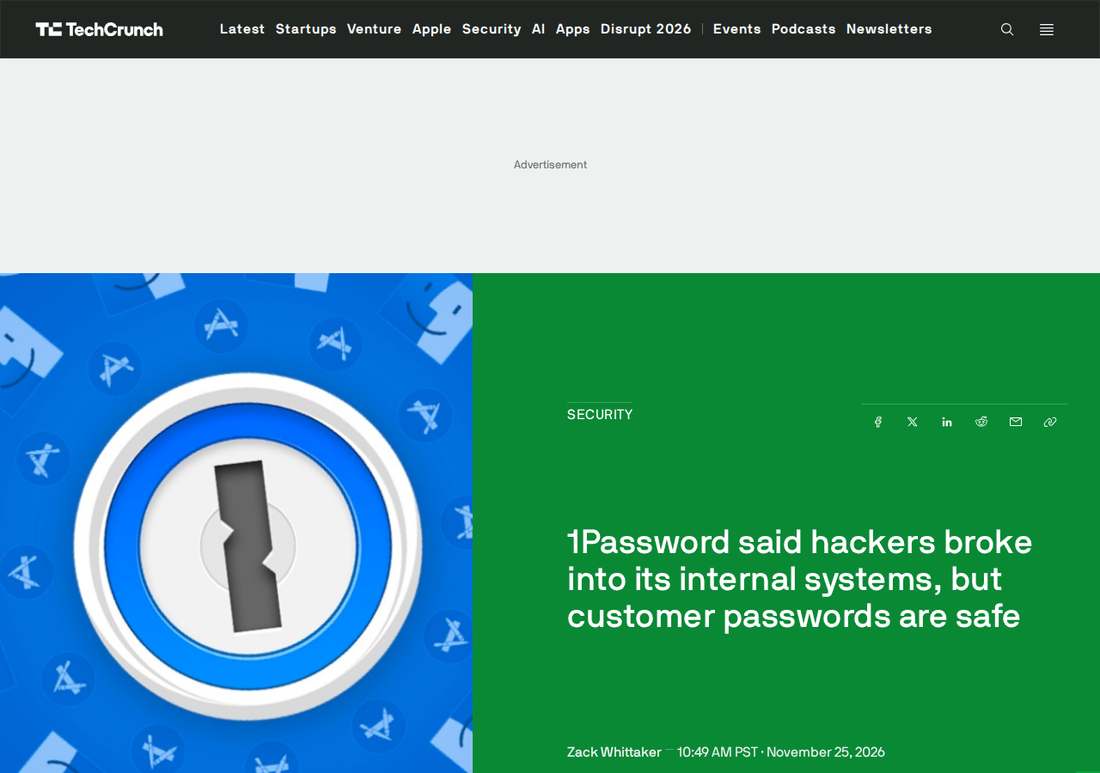 TechCrunch
Latest Startups Venture Apple Security AI Apps Disrupt 2026 | Events Podcasts Newsletters
Advertisement
SECURITY
1Password said hackers broke
into its internal systems, but
customer passwords are safe
Zack Whittaker — 10:49 AM PST · November 25, 2026